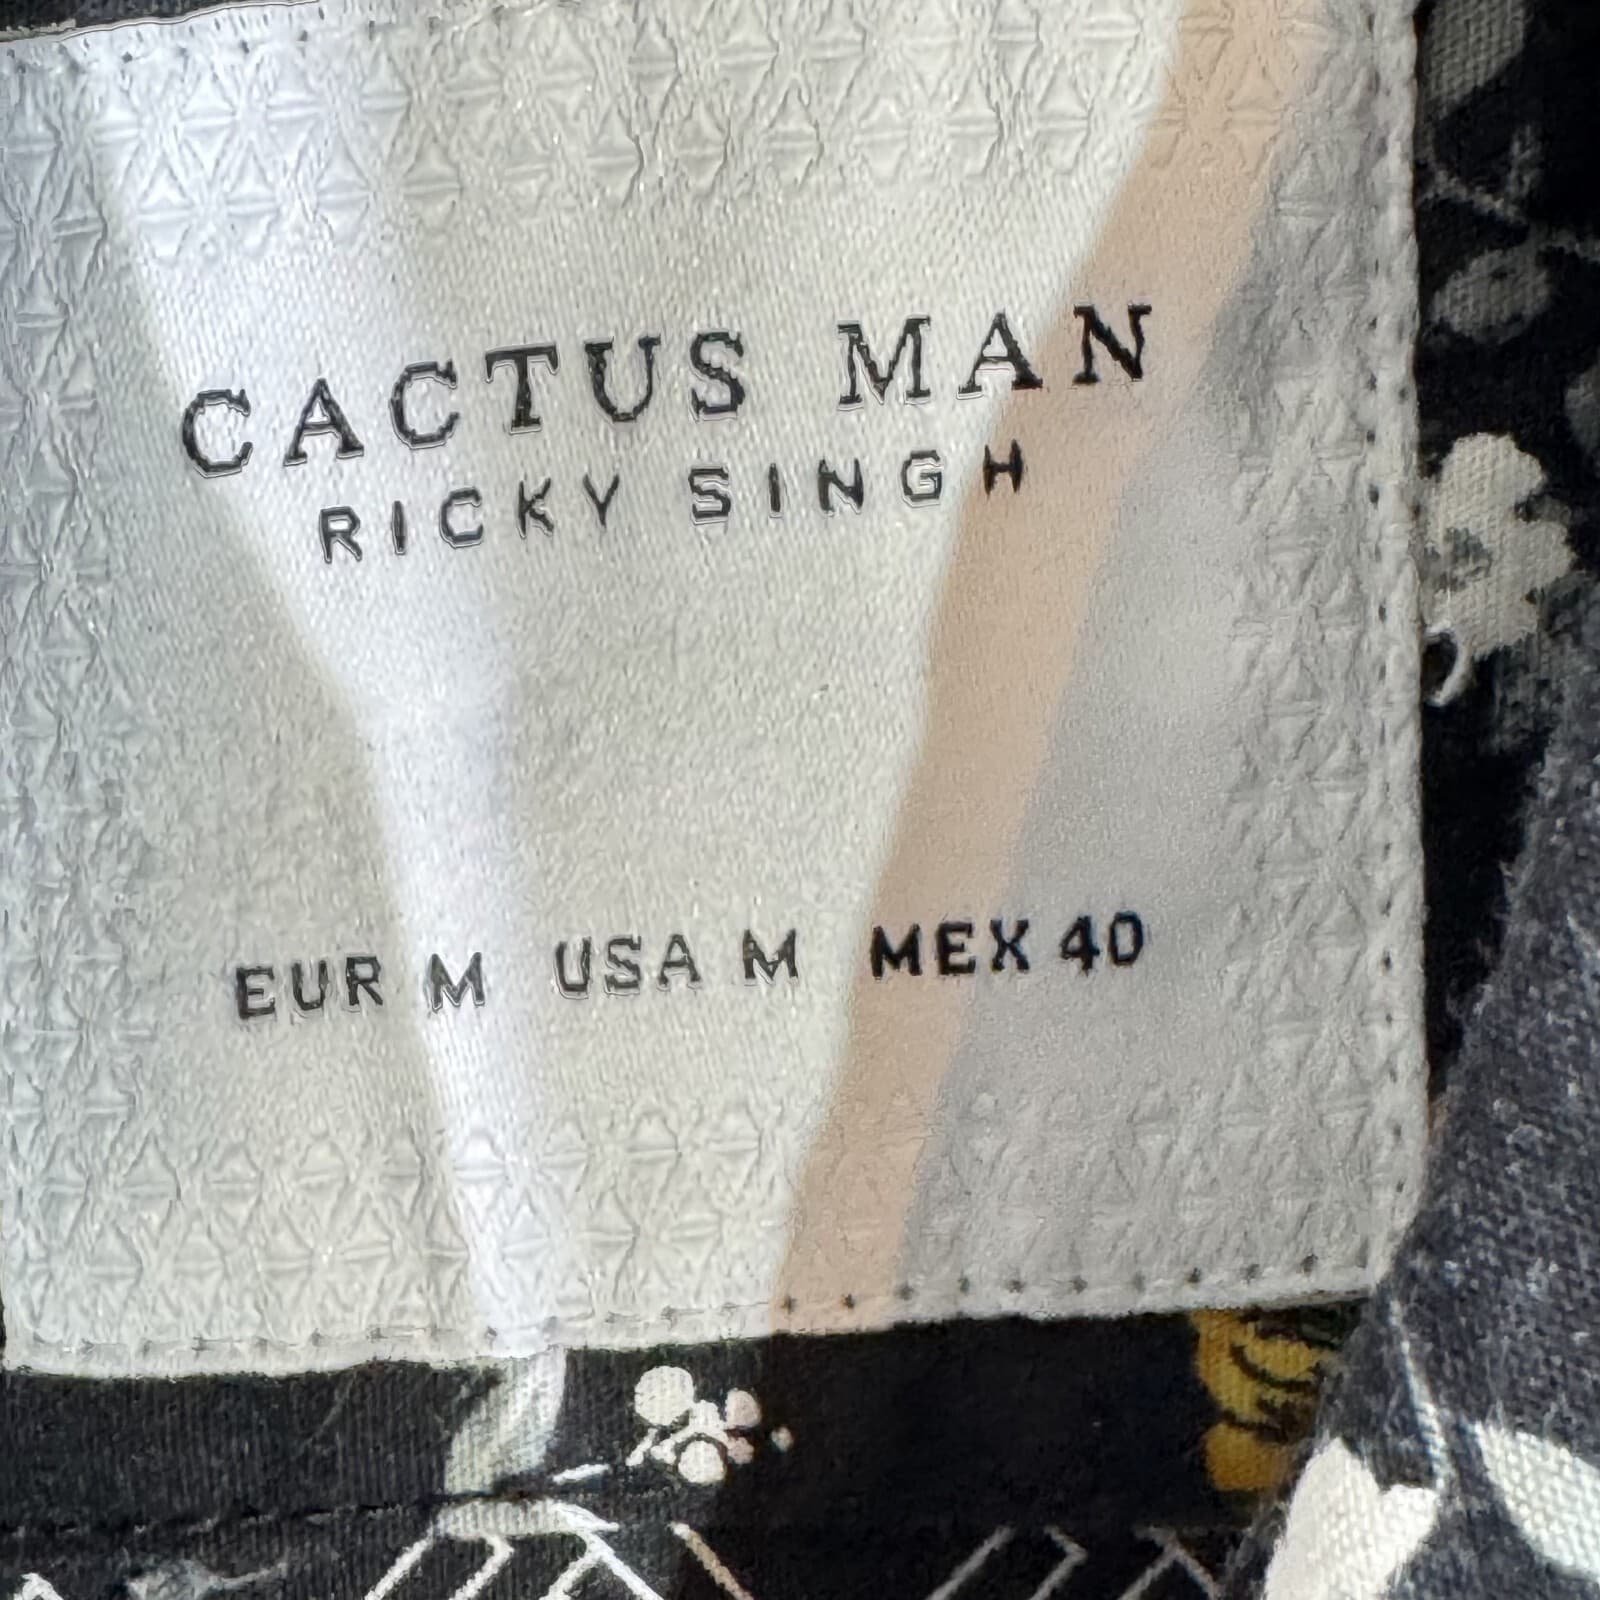 CACTUS MAN
RICKY SINGH
EUR M USA M MEX 40